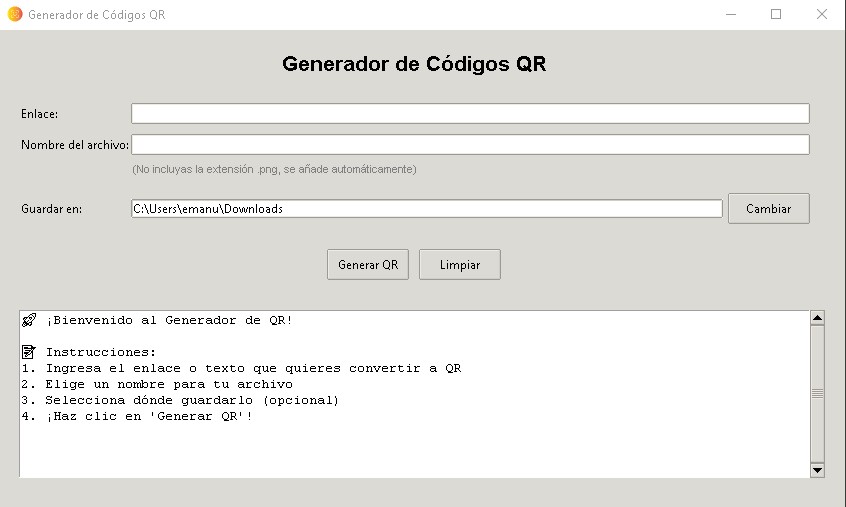 Generador de Códigos QR
Generador de Códigos QR
Enlace:
Nombre del archivo:
(No incluyas la extensión .png, se añade automáticamente)
Guardar en: C:\Users\emanu\Downloads Cambiar
Generar QR Limpiar
🚀 ¡Bienvenido al Generador de QR!
📝 Instrucciones:
1. Ingresa el enlace o texto que quieres convertir a QR
2. Elige un nombre para tu archivo
3. Selecciona dónde guardarlo (opcional)
4. ¡Haz clic en 'Generar QR'!